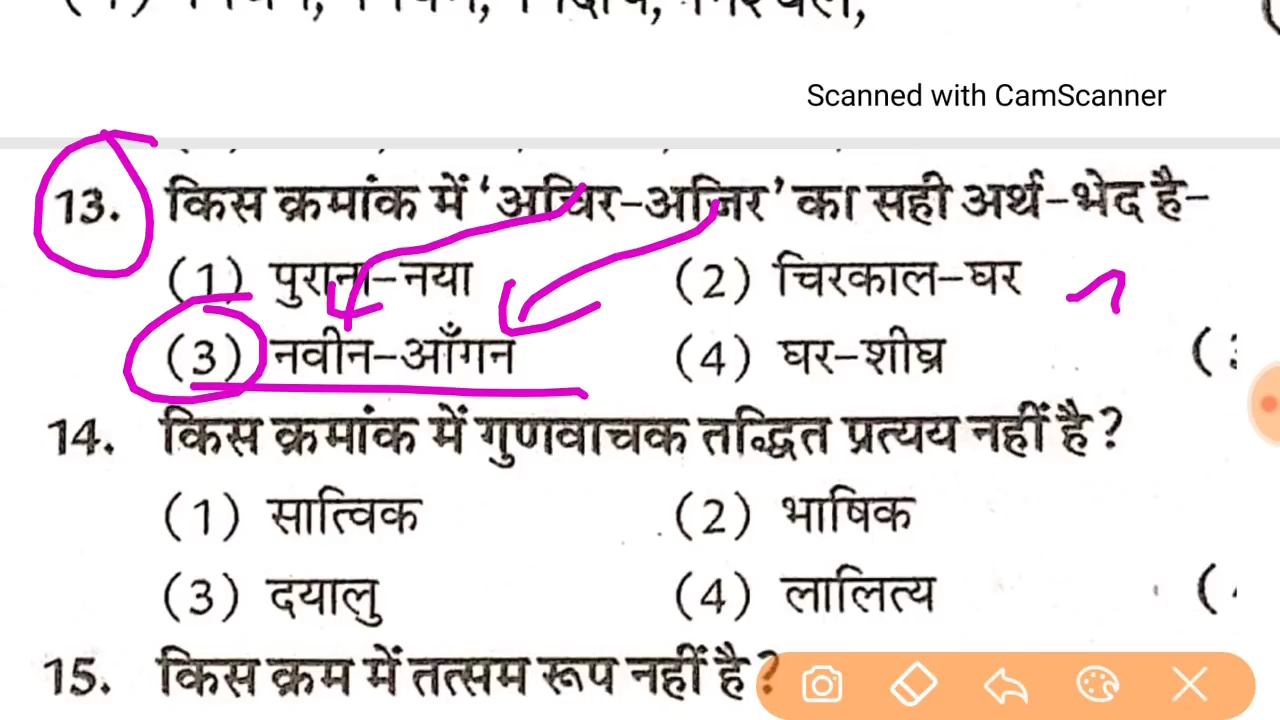 Scanned with CamScanner
13. किस क्रमांक में ‘अचिर-अजिर’ का सही अर्थ-भेद है-
(1) पुराना-नया (2) चिरकाल-घर
(3) नवीन-आँगन (4) घर-शीघ्र
14. किस क्रमांक में गुणवाचक तद्धित प्रत्यय नहीं है?
(1) सात्विक (2) भाषिक
(3) दयालु (4) लालित्य
15. किस क्रम में तत्सम रूप नहीं है?